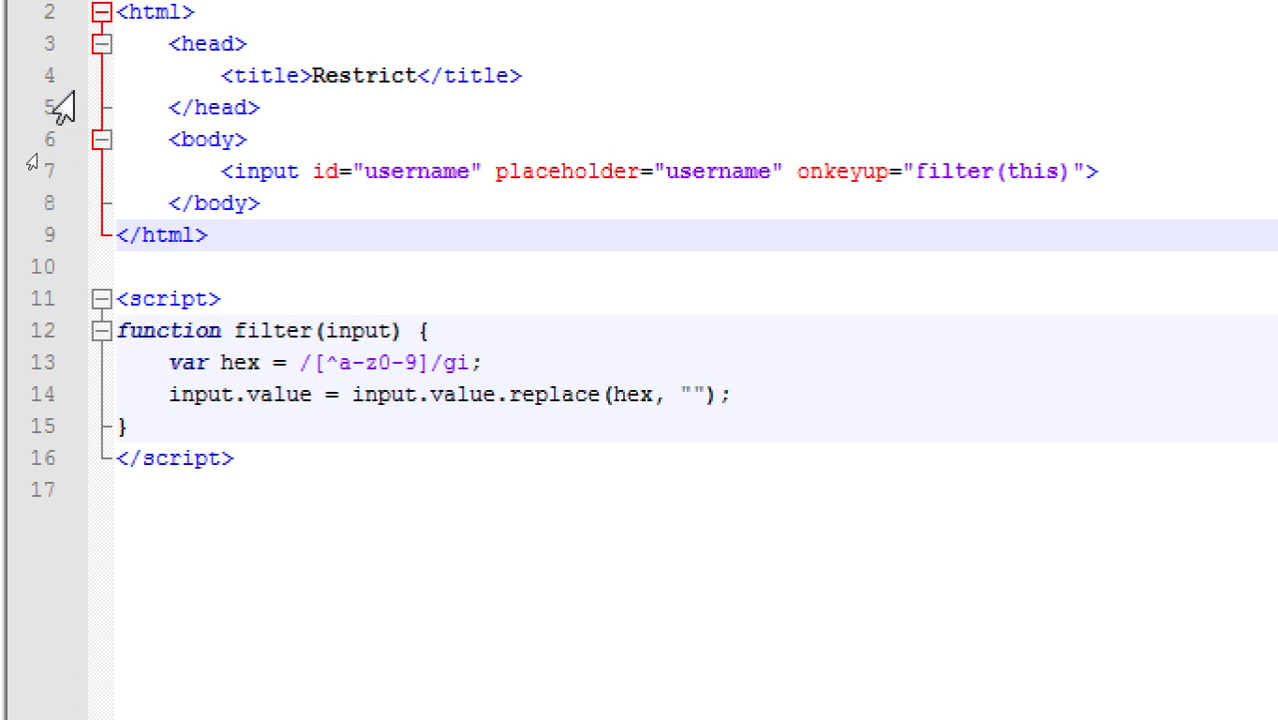 2 <html>
3 <head>
4 <title>Restrict</title>
5 </head>
6 <body>
7 <input id="username" placeholder="username" onkeyup="filter(this)">
8 </body>
9 </html>
10
11 <script>
12 function filter(input) {
13 var hex = /[^a-z0-9]/gi;
14 input.value = input.value.replace(hex, "");
15 }
16 </script>
17